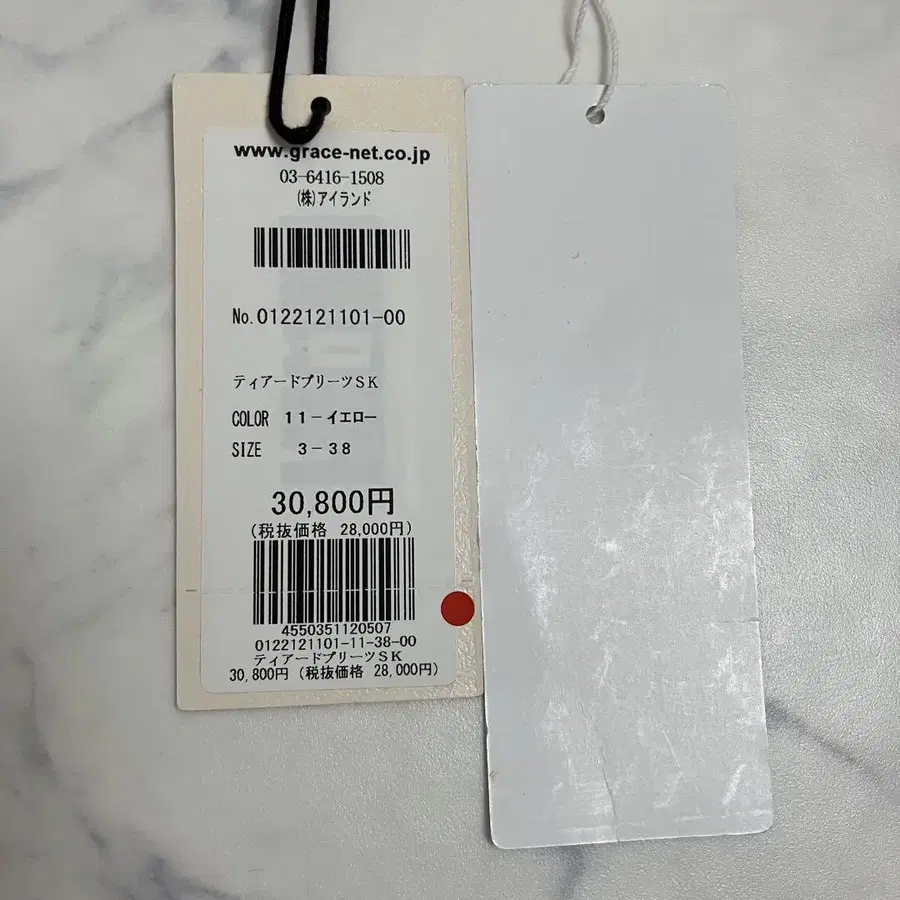 www.grace-net.co.jp
03-6416-1508
(株)アイランド
No.0122121101-00
ティアードプリーツSK
COLOR 11-イエロー
SIZE 3-38
30,800円
(税抜価格 28,000円)
4550351120507
0122121101-11-38-00
ティアードプリーツSK
30,800円 (税抜価格 28,000円)